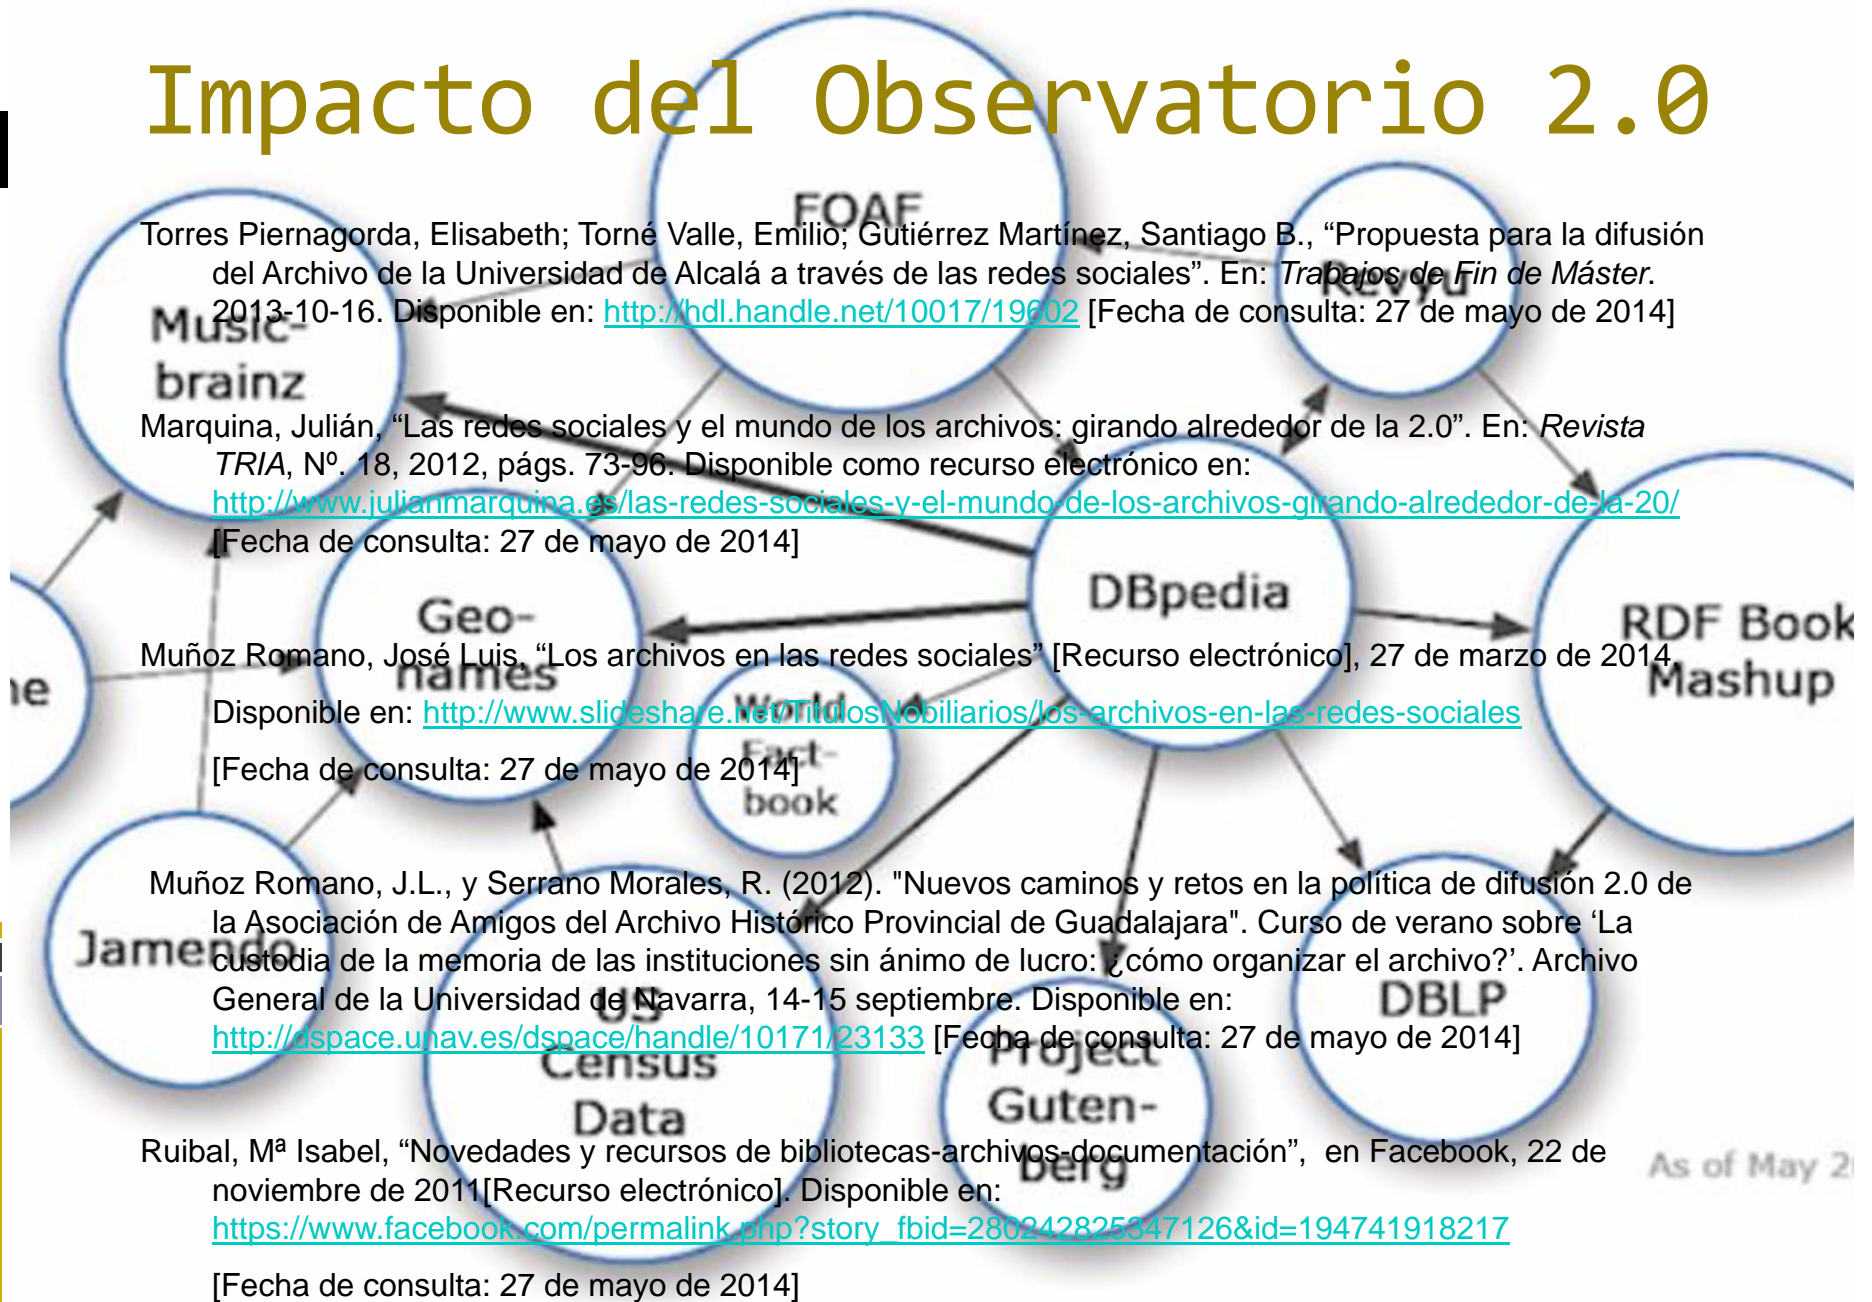 Impacto del Observatorio 2.0
Torres Piernagorda, Elisabeth; Torné Valle, Emilio; Gutiérrez Martínez, Santiago B., “Propuesta para la difusión
del Archivo de la Universidad de Alcalá a través de las redes sociales”. En: Trabajos de Fin de Máster.
2013-10-16. Disponible en: http://hdl.handle.net/10017/19602 [Fecha de consulta: 27 de mayo de 2014]
Marquina, Julián, “Las redes sociales y el mundo de los archivos: girando alrededor de la 2.0”. En: Revista
TRIA, Nº. 18, 2012, págs. 73-96. Disponible como recurso electrónico en:
http://www.julianmarquina.es/las-redes-sociales-y-el-mundo-de-los-archivos-girando-alrededor-de-la-20/
[Fecha de consulta: 27 de mayo de 2014]
Muñoz Romano, José Luis, “Los archivos en las redes sociales” [Recurso electrónico], 27 de marzo de 2014.
Disponible en: http://www.slideshare.net/TitulosNobiliarios/los-archivos-en-las-redes-sociales
[Fecha de consulta: 27 de mayo de 2014]
Muñoz Romano, J.L., y Serrano Morales, R. (2012). "Nuevos caminos y retos en la política de difusión 2.0 de
la Asociación de Amigos del Archivo Histórico Provincial de Guadalajara". Curso de verano sobre ‘La
custodia de la memoria de las instituciones sin ánimo de lucro: ¿cómo organizar el archivo?’. Archivo
General de la Universidad de Navarra, 14-15 septiembre. Disponible en:
http://dspace.unav.es/dspace/handle/10171/23133 [Fecha de consulta: 27 de mayo de 2014]
Ruibal, Mª Isabel, “Novedades y recursos de bibliotecas-archivos-documentación”, en Facebook, 22 de
noviembre de 2011[Recurso electrónico]. Disponible en:
https://www.facebook.com/permalink.php?story_fbid=280242825347126&id=194741918217
[Fecha de consulta: 27 de mayo de 2014]
FOAF
Revyu
Music-
brainz
DBpedia
Geo-
names
RDF Book
Mashup
World
Fact-
book
Jamendo
US
Census
Data
Project
Guten-
berg
DBLP
As of May